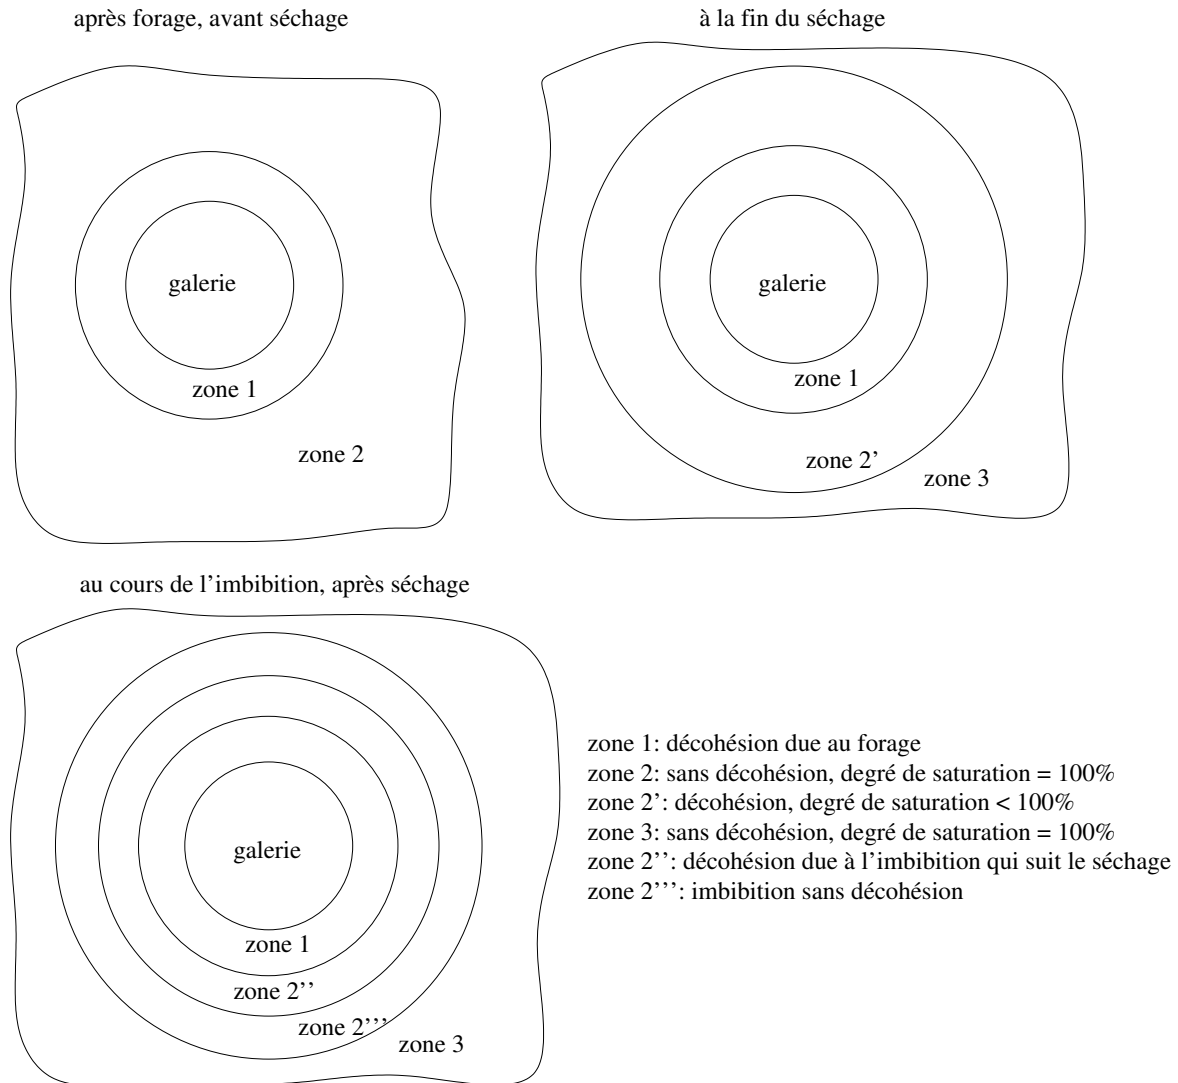 après forage, avant séchage
à la fin du séchage
galerie
zone 1
zone 2
galerie
zone 1
zone 2'
zone 3
au cours de l'imbibition, après séchage
galerie
zone 1
zone 2''
zone 2'''
zone 3
zone 1: décohésion due au forage
zone 2: sans décohésion, degré de saturation = 100%
zone 2': décohésion, degré de saturation < 100%
zone 3: sans décohésion, degré de saturation = 100%
zone 2'': décohésion due à l'imbibition qui suit le séchage
zone 2''': imbibition sans décohésion